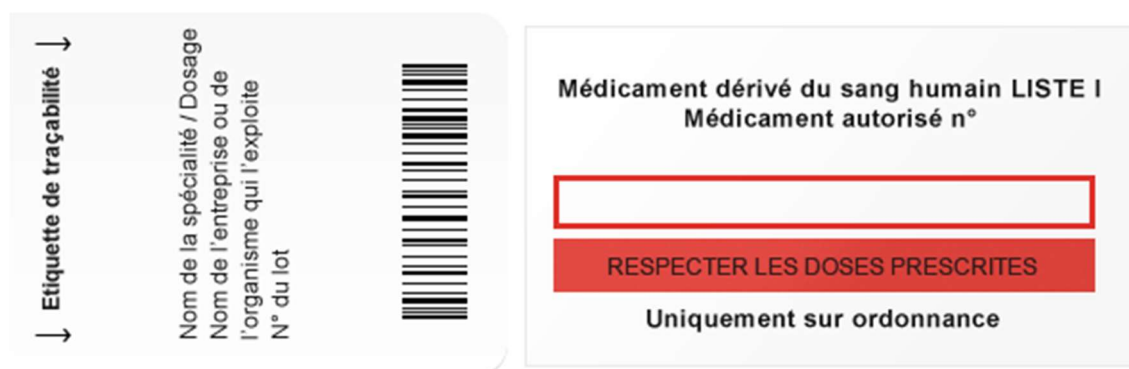 Etiquette de traçabilité
Nom de la spécialité / Dosage
Nom de l'entreprise ou de
l'organisme qui l'exploite
N° du lot
Médicament dérivé du sang humain LISTE I
Médicament autorisé n°
RESPECTER LES DOSES PRESCRITES
Uniquement sur ordonnance